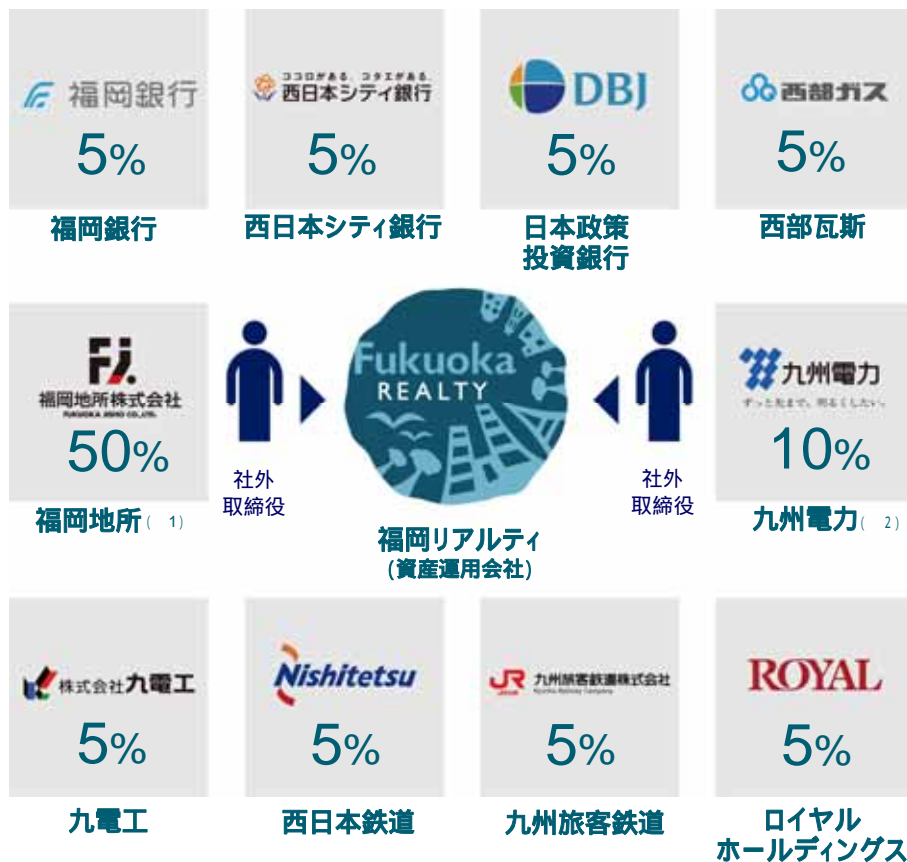 福岡銀行
ココロがある。コタエがある。
西日本シティ銀行
DBJ
西部ガス
5%
5%
5%
5%
福岡銀行
西日本シティ銀行
日本政策
投資銀行
西部瓦斯
FJ.
福岡地所株式会社
FUKUOKA JISHO CO.,LTD.
50%
福岡地所( 1)
社外
取締役
Fukuoka
REALTY
福岡リアルティ
(資産運用会社)
社外
取締役
九州電力
ずっと先まで、明るくしたい。
10%
九州電力( 2)
株式会社九電工
Nishitetsu
JR
九州旅客鉄道株式会社
Kyushu Railway Company
ROYAL
5%
5%
5%
5%
九電工
西日本鉄道
九州旅客鉄道
ロイヤル
ホールディングス